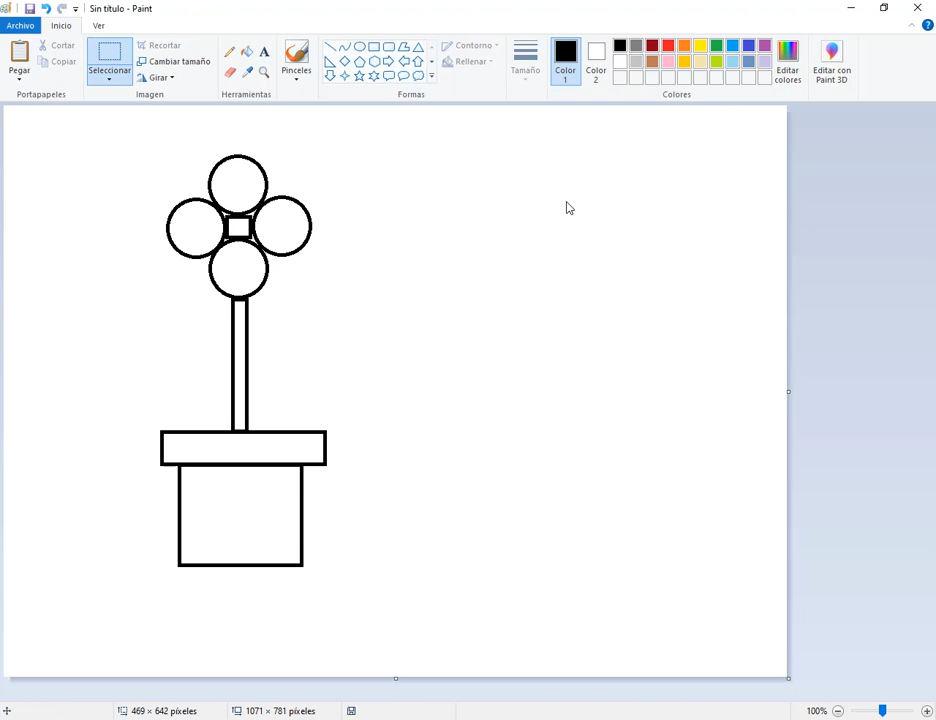 Sin título - Paint
Archivo Inicio Ver
Pegar
Cortar
Copiar
Portapapeles
Seleccionar
Recortar
Cambiar tamaño
Girar
Imagen
A
Herramientas
Pinceles
Contorno
Rellenar
Formas
Tamaño
Color 1
Color 2
Editar colores
Colores
Editar con Paint 3D
469 × 642 píxeles
1071 × 781 píxeles
100%